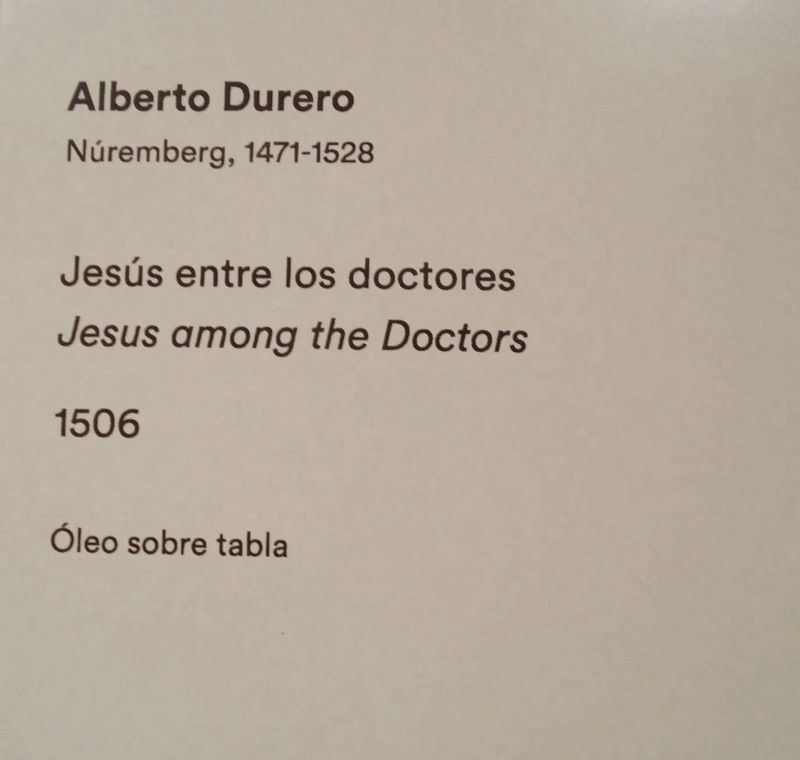 Alberto Durero
Núremberg, 1471-1528
Jesús entre los doctores
Jesus among the Doctors
1506
Óleo sobre tabla